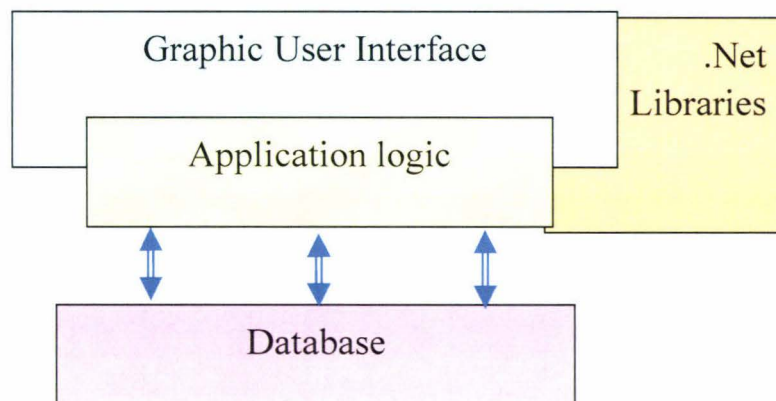 Graphic User Interface
.Net
Libraries
Application logic
Database